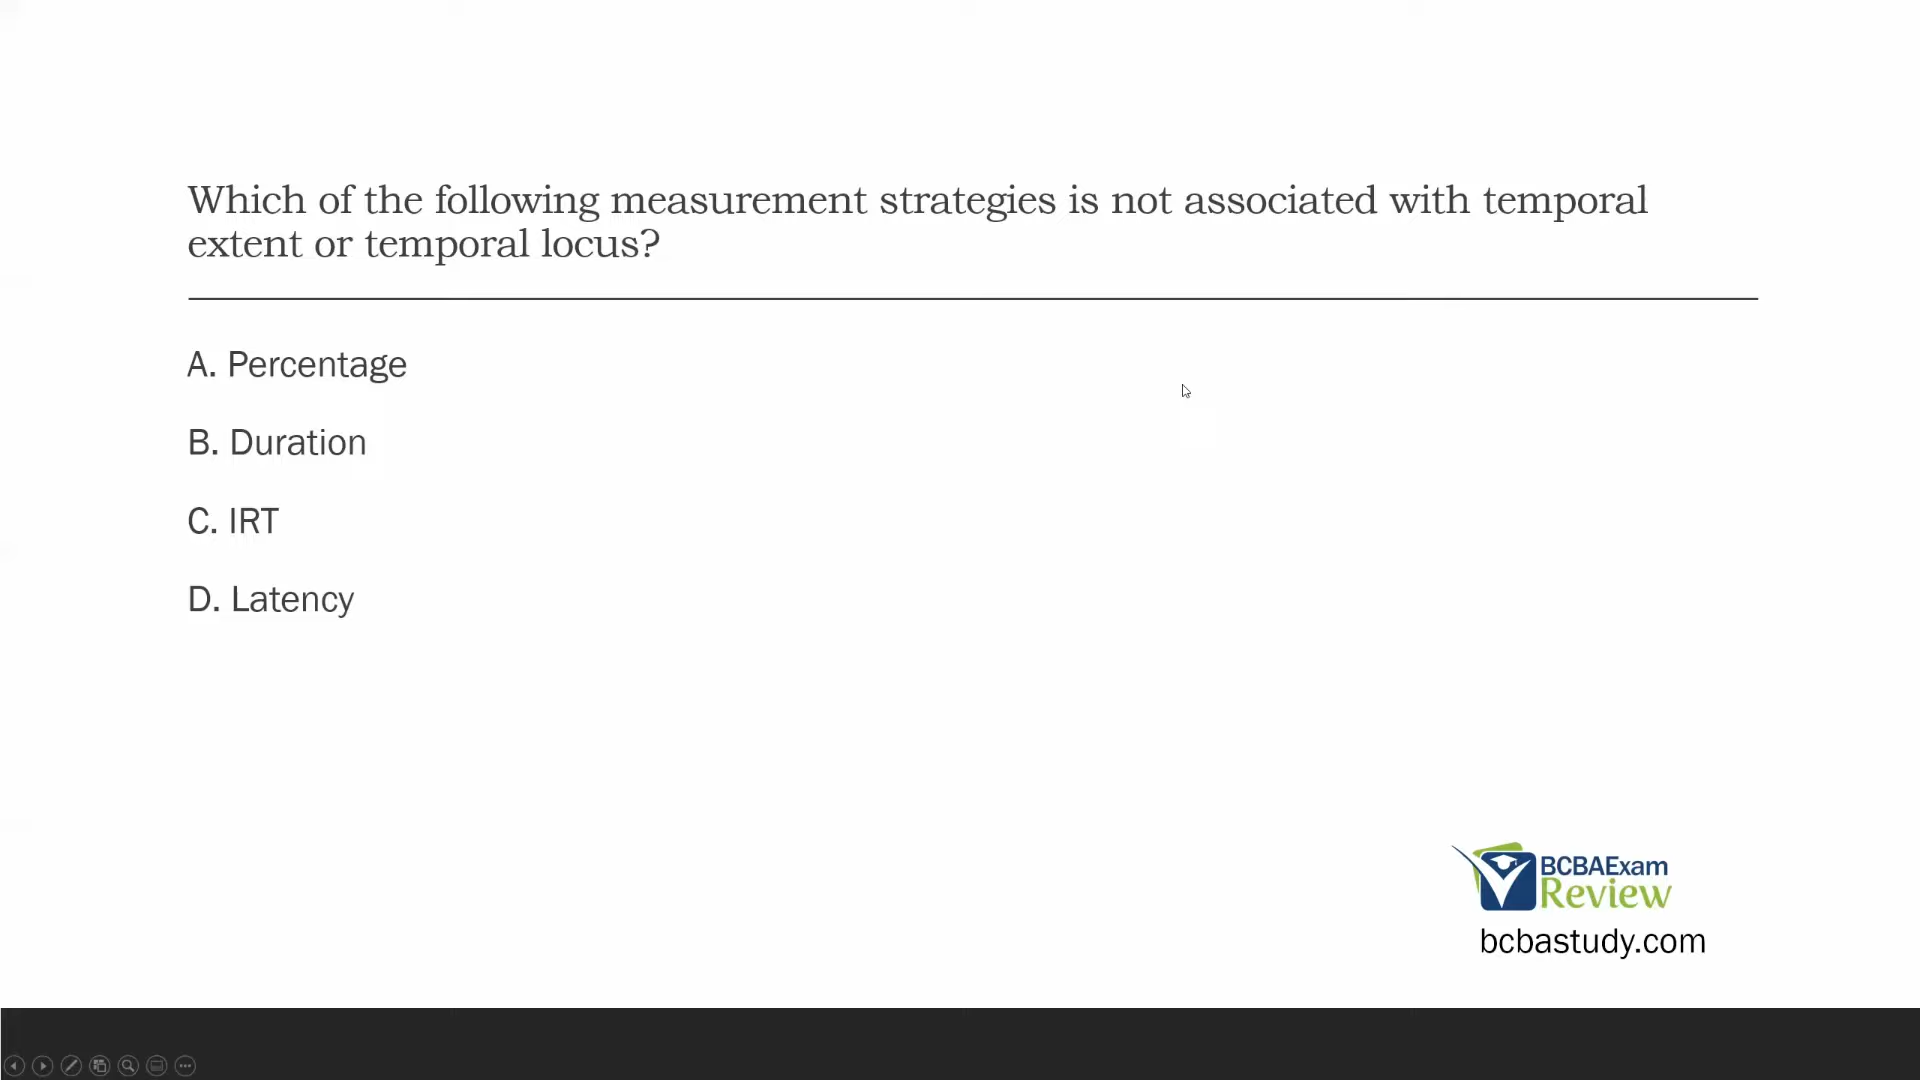 Which of the following measurement strategies is not associated with temporal
extent or temporal locus?
A. Percentage
B. Duration
C. IRT
D. Latency
BCBAExam
Review
bcbastudy.com